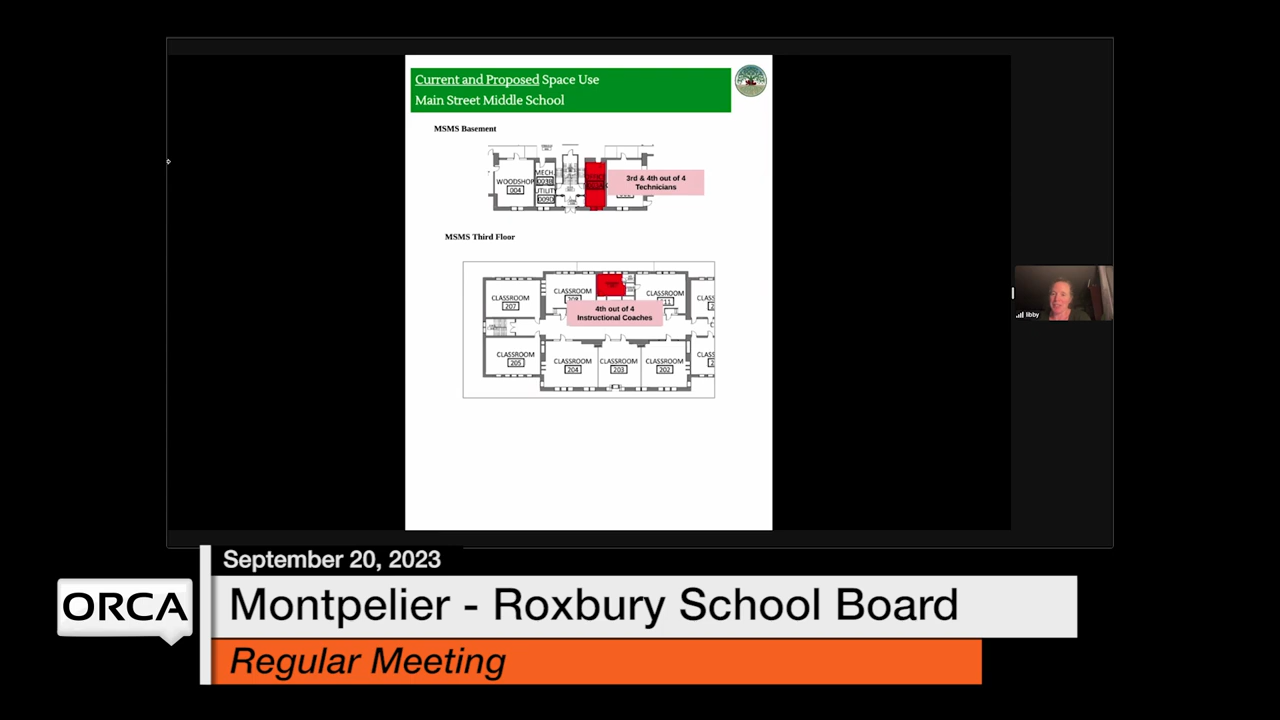 Current and Proposed Space Use
Main Street Middle School
MSMS Basement
WOODSHOP
004
MECH.
UTILITY
3rd & 4th out of 4
Technicians
MSMS Third Floor
CLASSROOM
207
CLASSROOM
CLASSROOM
CLASS
4th out of 4
Instructional Coaches
CLASSROOM
205
CLASSROOM
204
CLASSROOM
203
CLASSROOM
202
CLASS
libby
September 20, 2023
ORCA
Montpelier - Roxbury School Board
Regular Meeting